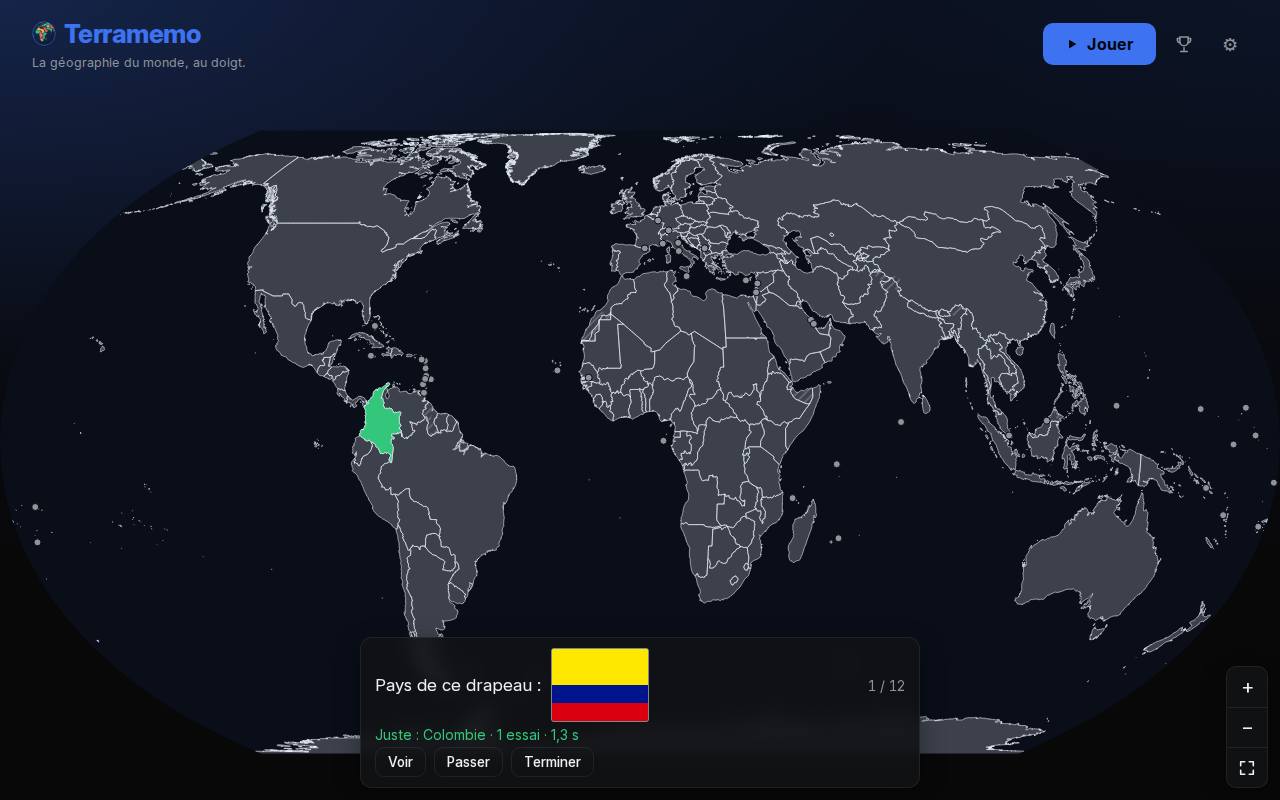 Terramemo
La géographie du monde, au doigt.
Jouer
Pays de ce drapeau :
1 / 12
Juste : Colombie · 1 essai · 1,3 s
Voir
Passer
Terminer
+
−